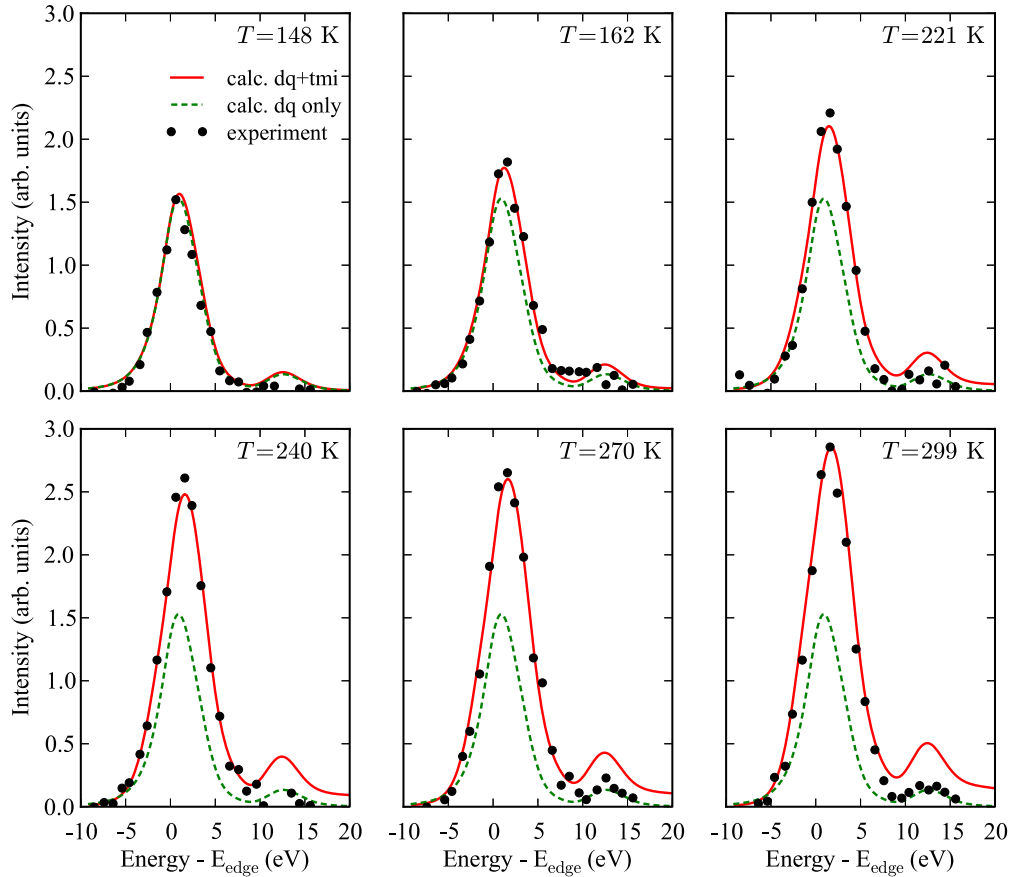 T=148 K
T=162 K
T=221 K
calc. dq+tmi
calc. dq only
experiment
Intensity (arb. units)
3.0
2.5
2.0
1.5
1.0
0.5
0.0
T=240 K
T=270 K
T=299 K
Intensity (arb. units)
3.0
2.5
2.0
1.5
1.0
0.5
0.0
−10 −5 0 5 10 15 20
−10 −5 0 5 10 15 20
−10 −5 0 5 10 15 20
Energy - E_edge (eV)
Energy - E_edge (eV)
Energy - E_edge (eV)